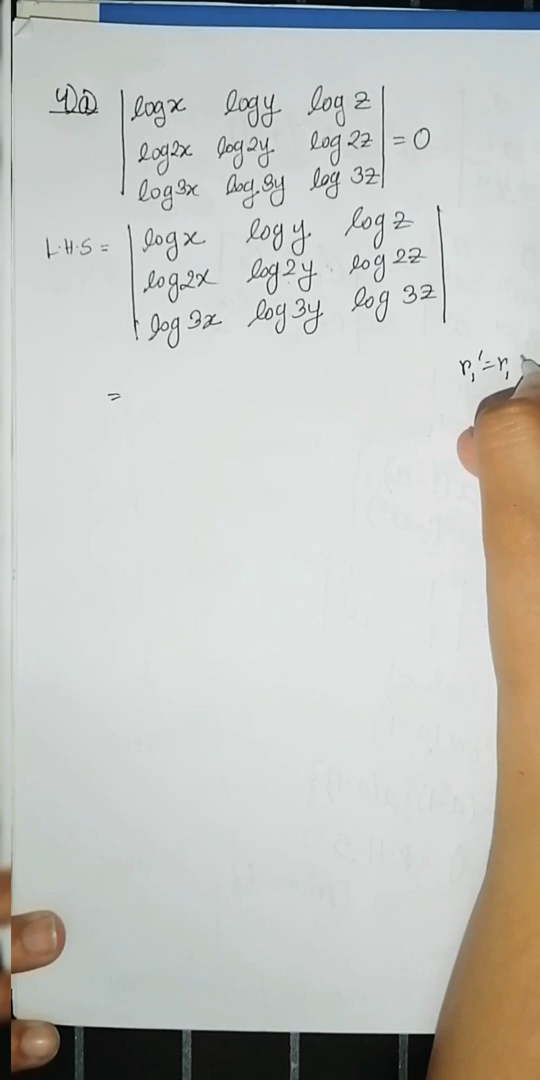 4) a) | log x log y log z |
| log 2x log 2y log 2z | = 0
| log 3x log 3y log 3z |
L.H.S = | log x log y log z |
| log 2x log 2y log 2z |
| log 3x log 3y log 3z |
r₁' = r₁
=